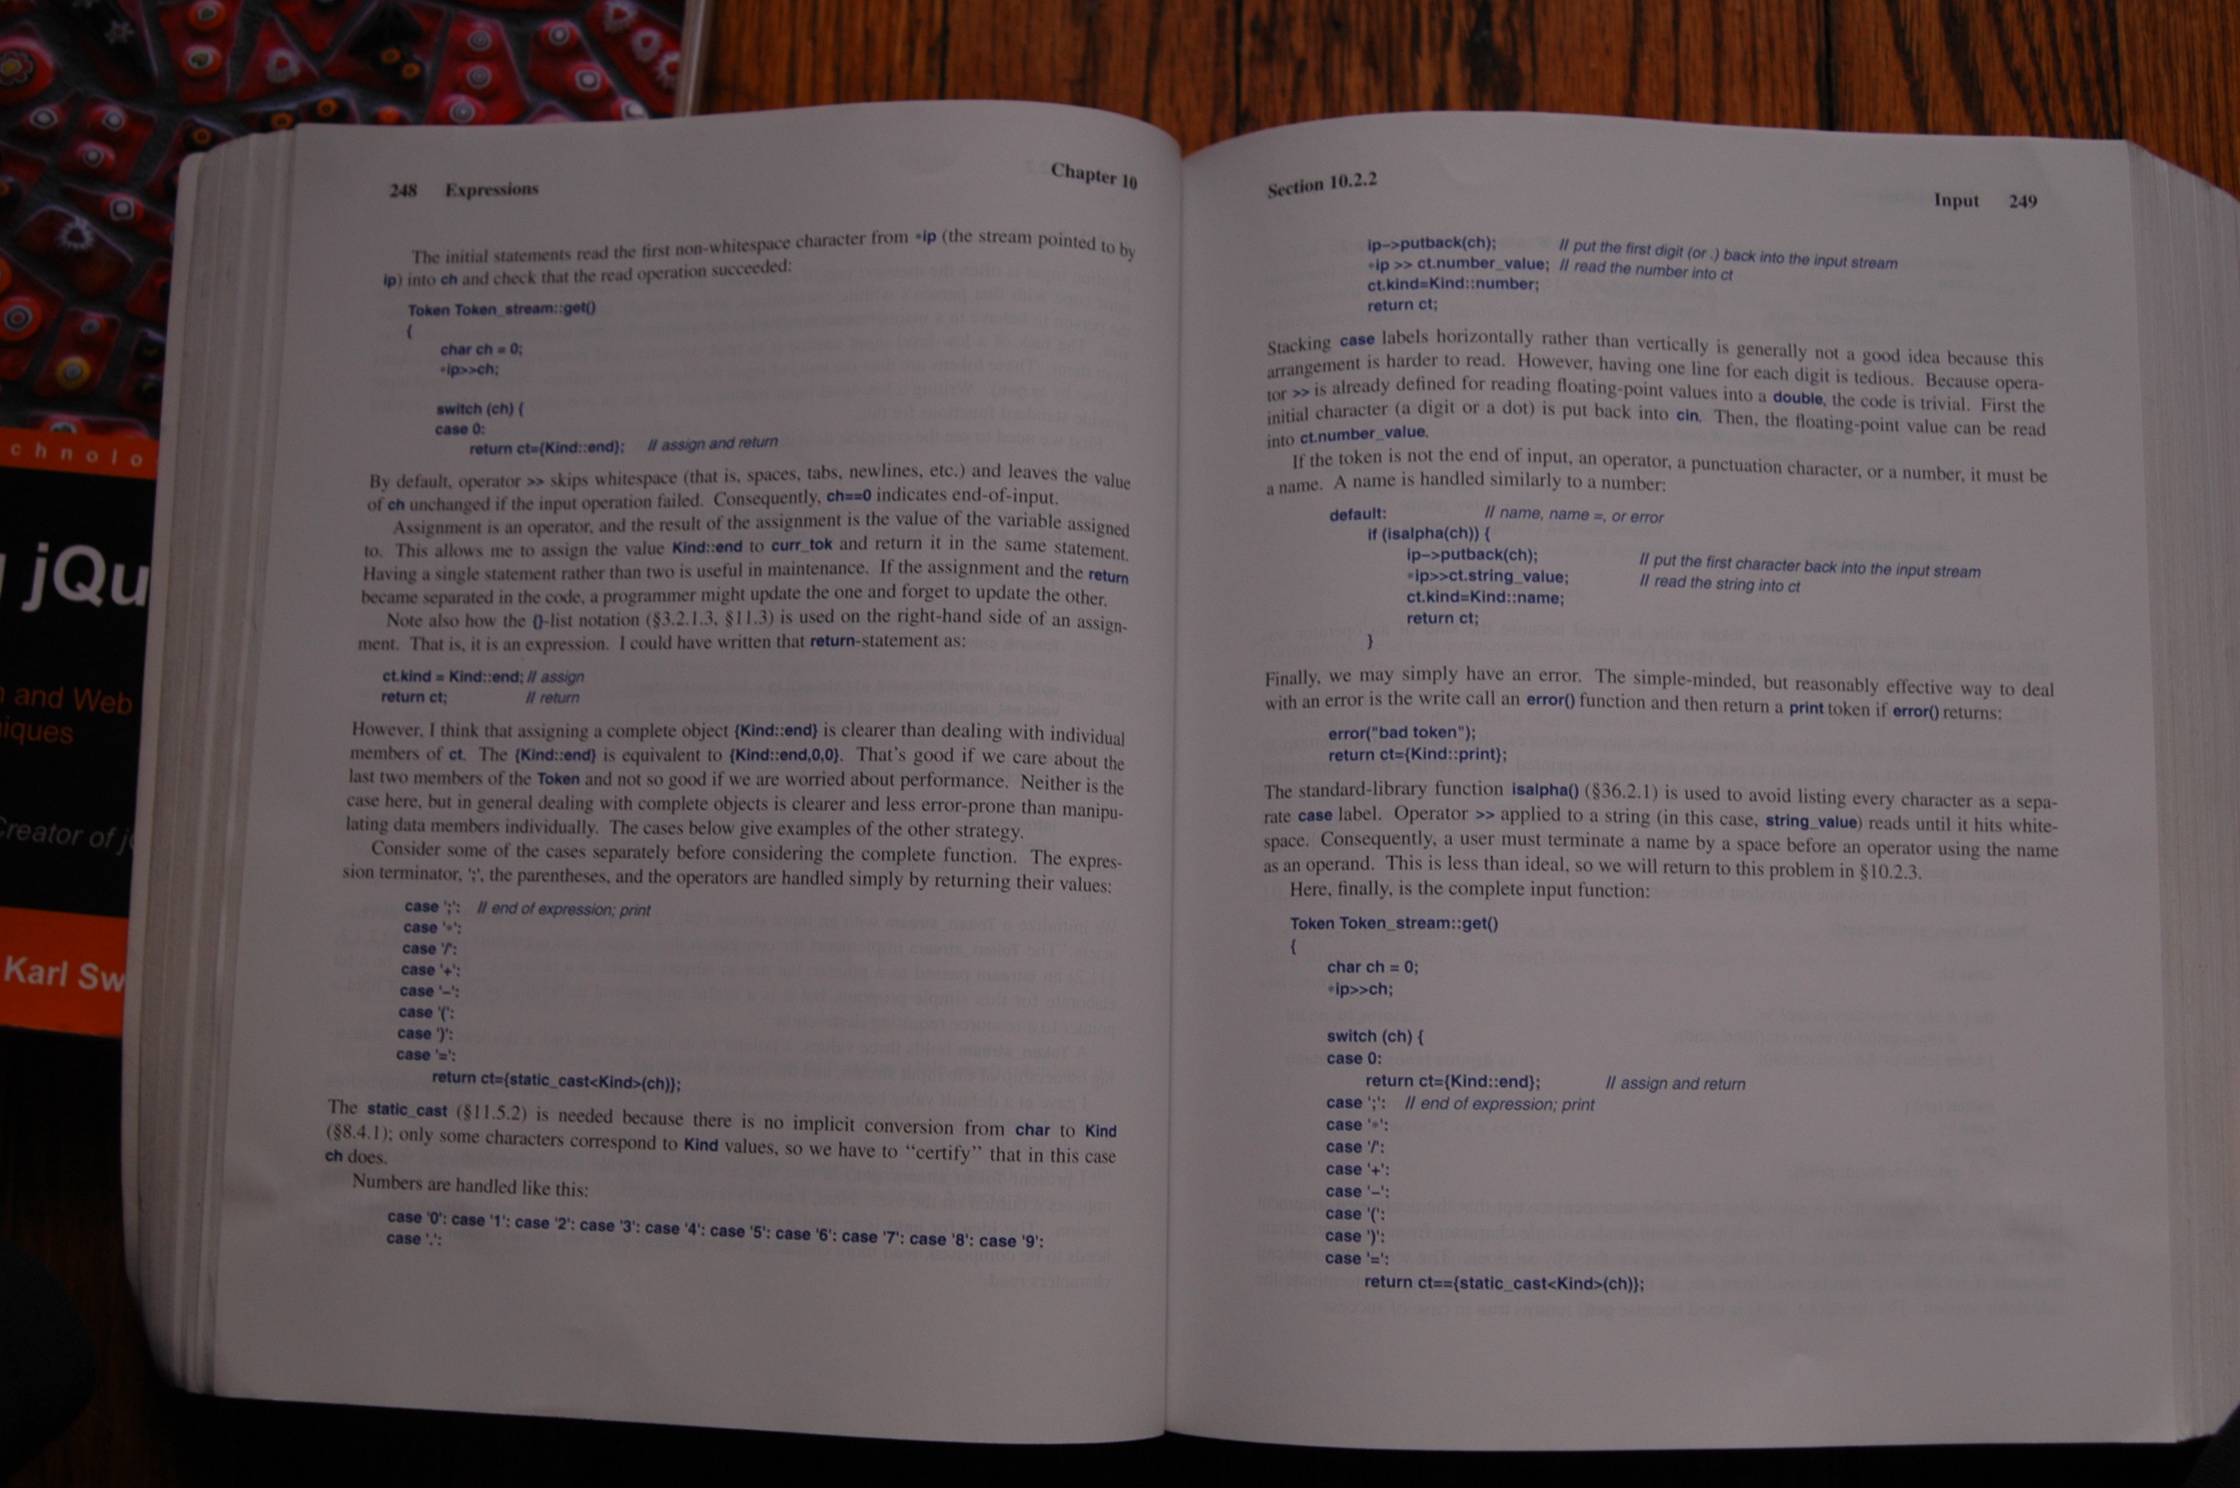 248 Expressions Chapter 10
The initial statements read the first non-whitespace character from *ip (the stream pointed to by
ip) into ch and check that the read operation succeeded:
Token Token_stream::get()
{
char ch = 0;
*ip>>ch;
switch (ch) {
case 0:
return ct={Kind::end}; // assign and return
By default, operator >> skips whitespace (that is, spaces, tabs, newlines, etc.) and leaves the value
of ch unchanged if the input operation failed. Consequently, ch==0 indicates end-of-input.
Assignment is an operator, and the result of the assignment is the value of the variable assigned
to. This allows me to assign the value Kind::end to curr_tok and return it in the same statement.
Having a single statement rather than two is useful in maintenance. If the assignment and the return
became separated in the code, a programmer might update the one and forget to update the other.
Note also how the {}-list notation (§3.2.1.3, §11.3) is used on the right-hand side of an assign-
ment. That is, it is an expression. I could have written that return-statement as:
ct.kind = Kind::end; // assign
return ct; // return
However, I think that assigning a complete object {Kind::end} is clearer than dealing with individual
members of ct. The {Kind::end} is equivalent to {Kind::end,0,0}. That's good if we care about the
last two members of the Token and not so good if we are worried about performance. Neither is the
case here, but in general dealing with complete objects is clearer and less error-prone than manipu-
lating data members individually. The cases below give examples of the other strategy.
Consider some of the cases separately before considering the complete function. The expres-
sion terminator, ';', the parentheses, and the operators are handled simply by returning their values:
case ';': // end of expression; print
case '*':
case '/':
case '+':
case '−':
case '(':
case ')':
case '=':
return ct={static_cast<Kind>(ch)};
The static_cast (§11.5.2) is needed because there is no implicit conversion from char to Kind
(§8.4.1); only some characters correspond to Kind values, so we have to "certify" that in this case
ch does.
Numbers are handled like this:
case '0': case '1': case '2': case '3': case '4': case '5': case '6': case '7': case '8': case '9':
case '.':
Section 10.2.2 Input 249
ip−>putback(ch); // put the first digit (or .) back into the input stream
*ip >> ct.number_value; // read the number into ct
ct.kind=Kind::number;
return ct;
Stacking case labels horizontally rather than vertically is generally not a good idea because this
arrangement is harder to read. However, having one line for each digit is tedious. Because opera-
tor >> is already defined for reading floating-point values into a double, the code is trivial. First the
initial character (a digit or a dot) is put back into cin. Then, the floating-point value can be read
into ct.number_value.
If the token is not the end of input, an operator, a punctuation character, or a number, it must be
a name. A name is handled similarly to a number:
default: // name, name =, or error
if (isalpha(ch)) {
ip−>putback(ch); // put the first character back into the input stream
*ip>>ct.string_value; // read the string into ct
ct.kind=Kind::name;
return ct;
}
Finally, we may simply have an error. The simple-minded, but reasonably effective way to deal
with an error is the write call an error() function and then return a print token if error() returns:
error("bad token");
return ct={Kind::print};
The standard-library function isalpha() (§36.2.1) is used to avoid listing every character as a sepa-
rate case label. Operator >> applied to a string (in this case, string_value) reads until it hits white-
space. Consequently, a user must terminate a name by a space before an operator using the name
as an operand. This is less than ideal, so we will return to this problem in §10.2.3.
Here, finally, is the complete input function:
Token Token_stream::get()
{
char ch = 0;
*ip>>ch;
switch (ch) {
case 0:
return ct={Kind::end}; // assign and return
case ';': // end of expression; print
case '*':
case '/':
case '+':
case '−':
case '(':
case ')':
case '=':
return ct=={static_cast<Kind>(ch)};
chnolo
jQu
and Web
iques
Creator of j
Karl Sw